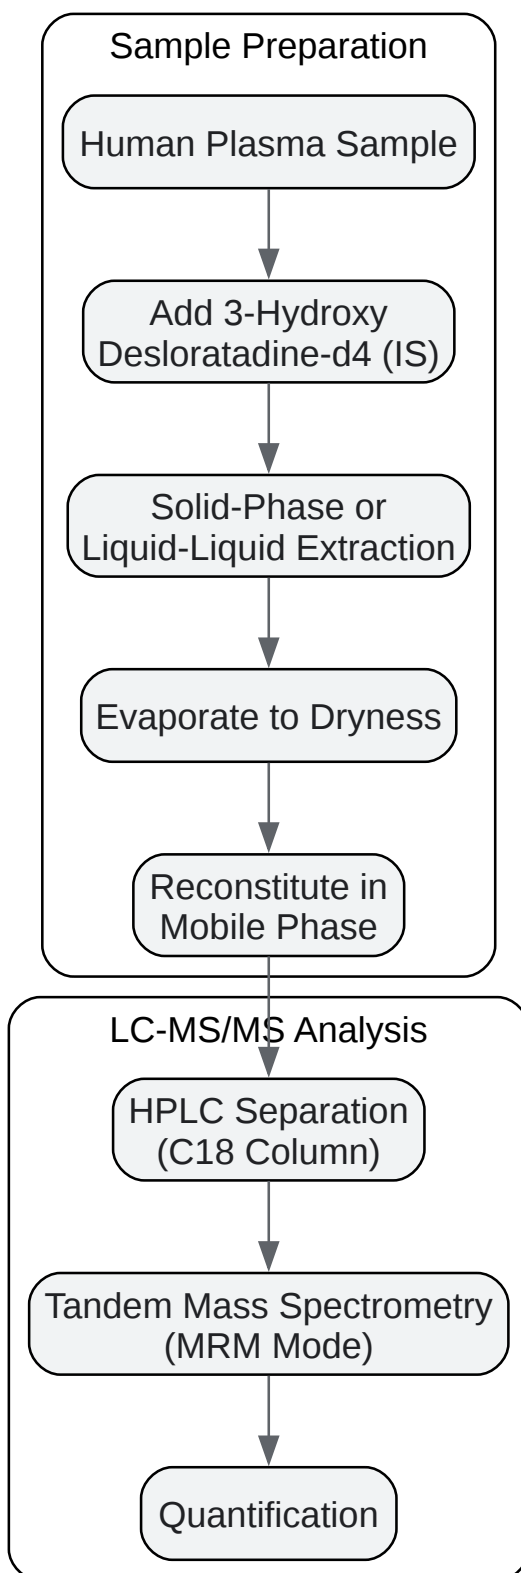 Sample Preparation
Human Plasma Sample
Add 3-Hydroxy
Desloratadine-d4 (IS)
Solid-Phase or
Liquid-Liquid Extraction
Evaporate to Dryness
Reconstitute in
Mobile Phase
LC-MS/MS Analysis
HPLC Separation
(C18 Column)
Tandem Mass Spectrometry
(MRM Mode)
Quantification